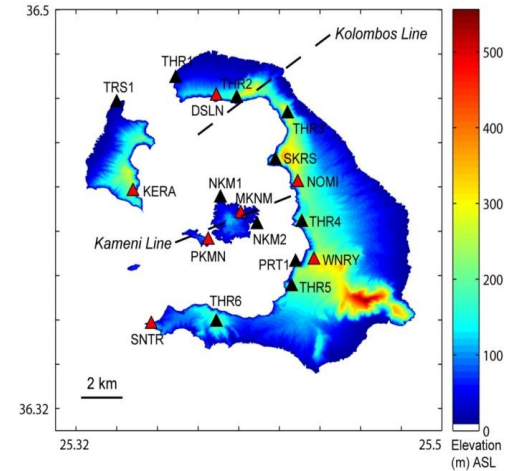 36.5
Kolombos Line
500
THR1
THR2
TRS1
DSLN
THR3
400
SKRS
KERA
NKM1
NOMI
MKNM
300
THR4
Kameni Line
NKM2
PKMN
PRT1
WNRY
200
THR5
THR6
SNTR
100
2 km
36.32
0
25.32
25.5
Elevation
(m) ASL